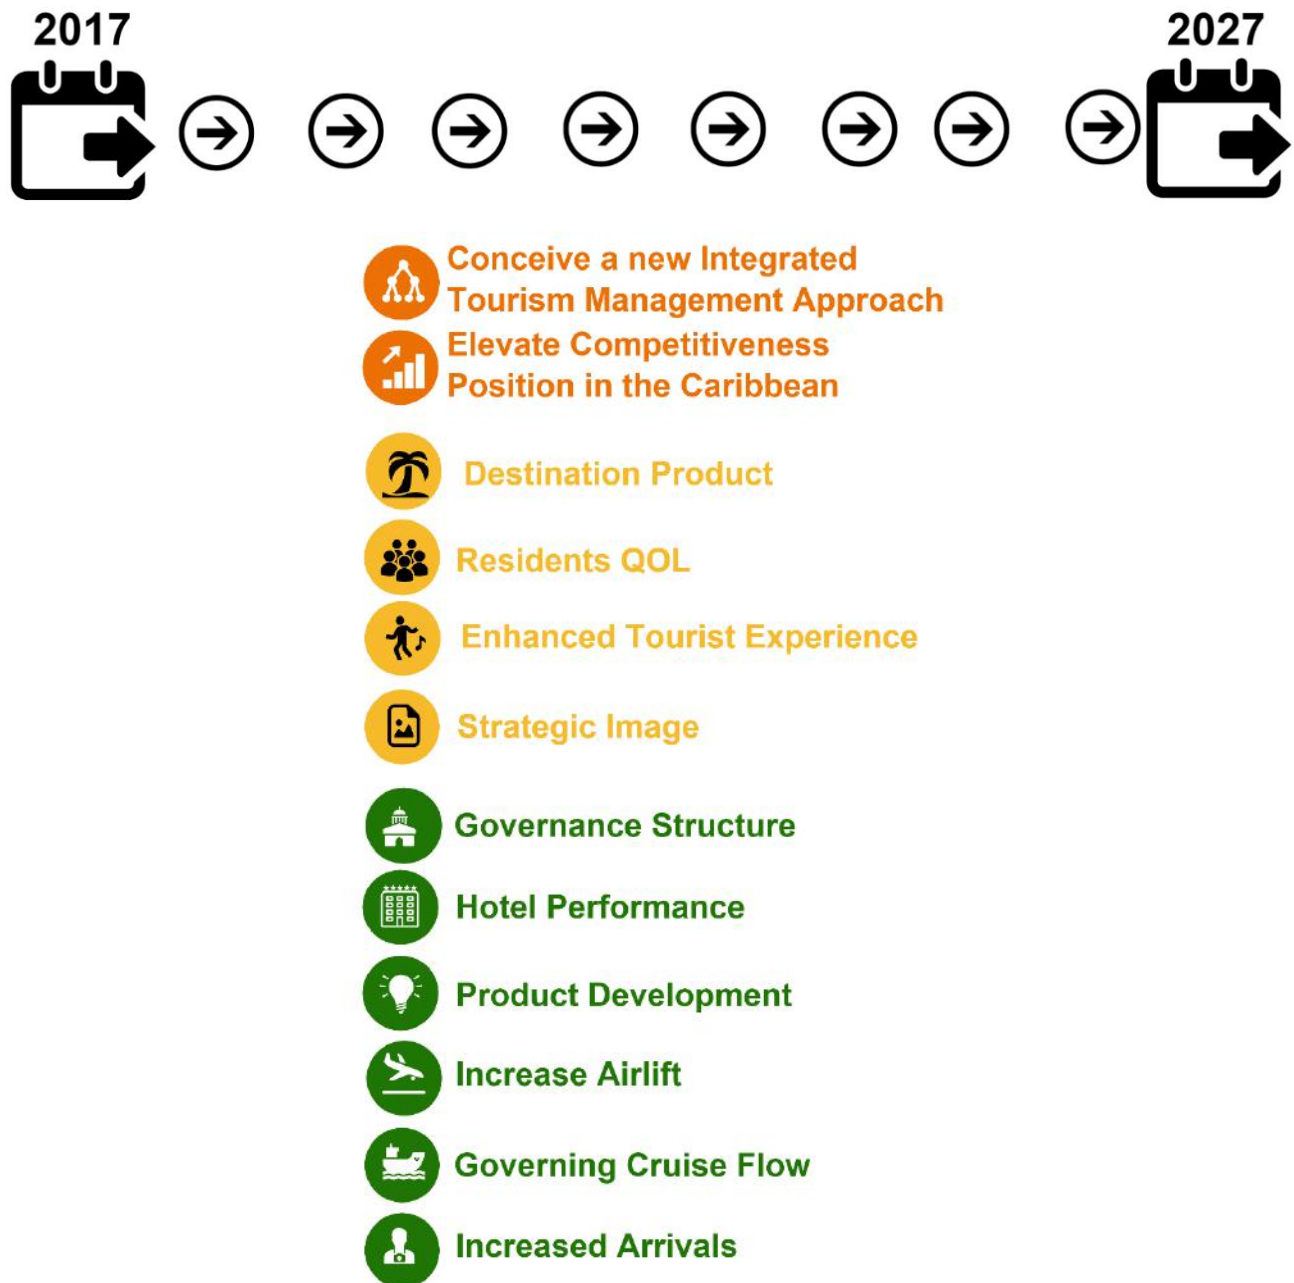 2017
2027
Conceive a new Integrated
Tourism Management Approach
Elevate Competitiveness
Position in the Caribbean
Destination Product
Residents QOL
Enhanced Tourist Experience
Strategic Image
Governance Structure
Hotel Performance
Product Development
Increase Airlift
Governing Cruise Flow
Increased Arrivals